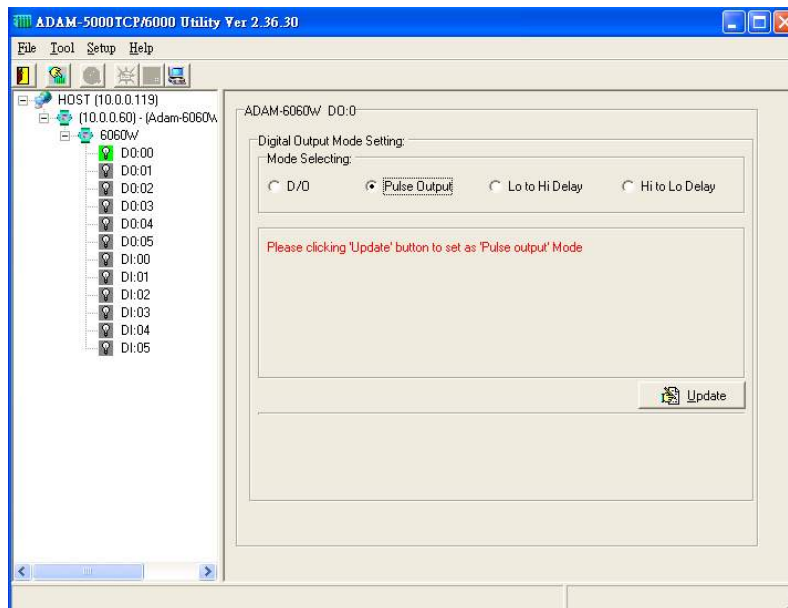 ADAM-5000TCP/6000 Utility Ver 2.36.30
File Tool Setup Help
HOST (10.0.0.119)
(10.0.0.60) - (Adam-6060W
6060W
DO:00
DO:01
DO:02
DO:03
DO:04
DO:05
DI:00
DI:01
DI:02
DI:03
DI:04
DI:05
ADAM-6060W DO:0
Digital Output Mode Setting:
Mode Selecting:
D/O Pulse Output Lo to Hi Delay Hi to Lo Delay
Please clicking 'Update' button to set as 'Pulse output' Mode
Update